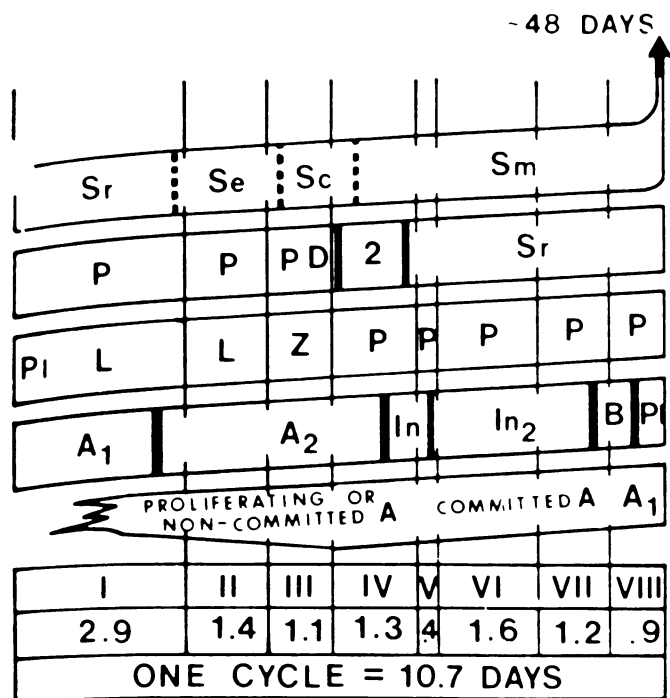 ~48 DAYS
Sr Se Sc Sm
P P P D 2 Sr
Pl L L Z P P P P P
A1 A2 In In2 B Pl
PROLIFERATING OR
NON-COMMITTED A COMMITTED A A1
I II III IV V VI VII VIII
2.9 1.4 1.1 1.3 .4 1.6 1.2 .9
ONE CYCLE = 10.7 DAYS